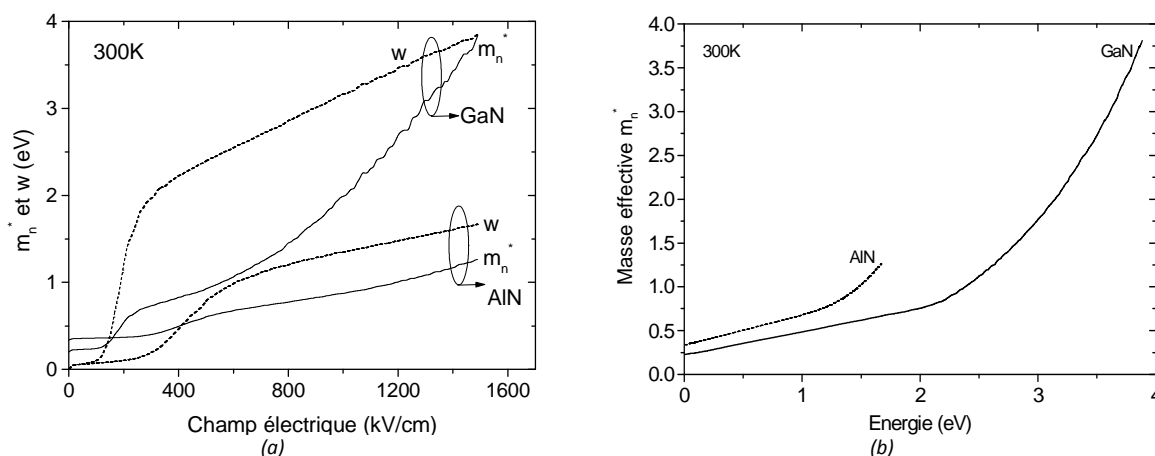 300K
w
m_n^*
GaN
w
m_n^*
AlN
4
3
2
1
0
m_n^* et w (eV)
0
400
800
1200
1600
Champ électrique (kV/cm)
(a)
300K
GaN
AlN
4.0
3.5
3.0
2.5
2.0
1.5
1.0
0.5
0.0
Masse effective m_n^*
0
1
2
3
4
Energie (eV)
(b)